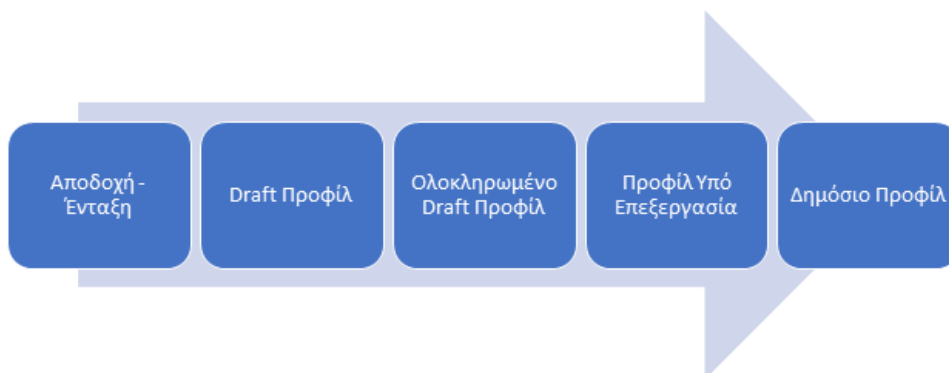 Αποδοχή -
Ένταξη
Draft Προφίλ
Ολοκληρωμένο
Draft Προφίλ
Προφίλ Υπό
Επεξεργασία
Δημόσιο Προφίλ